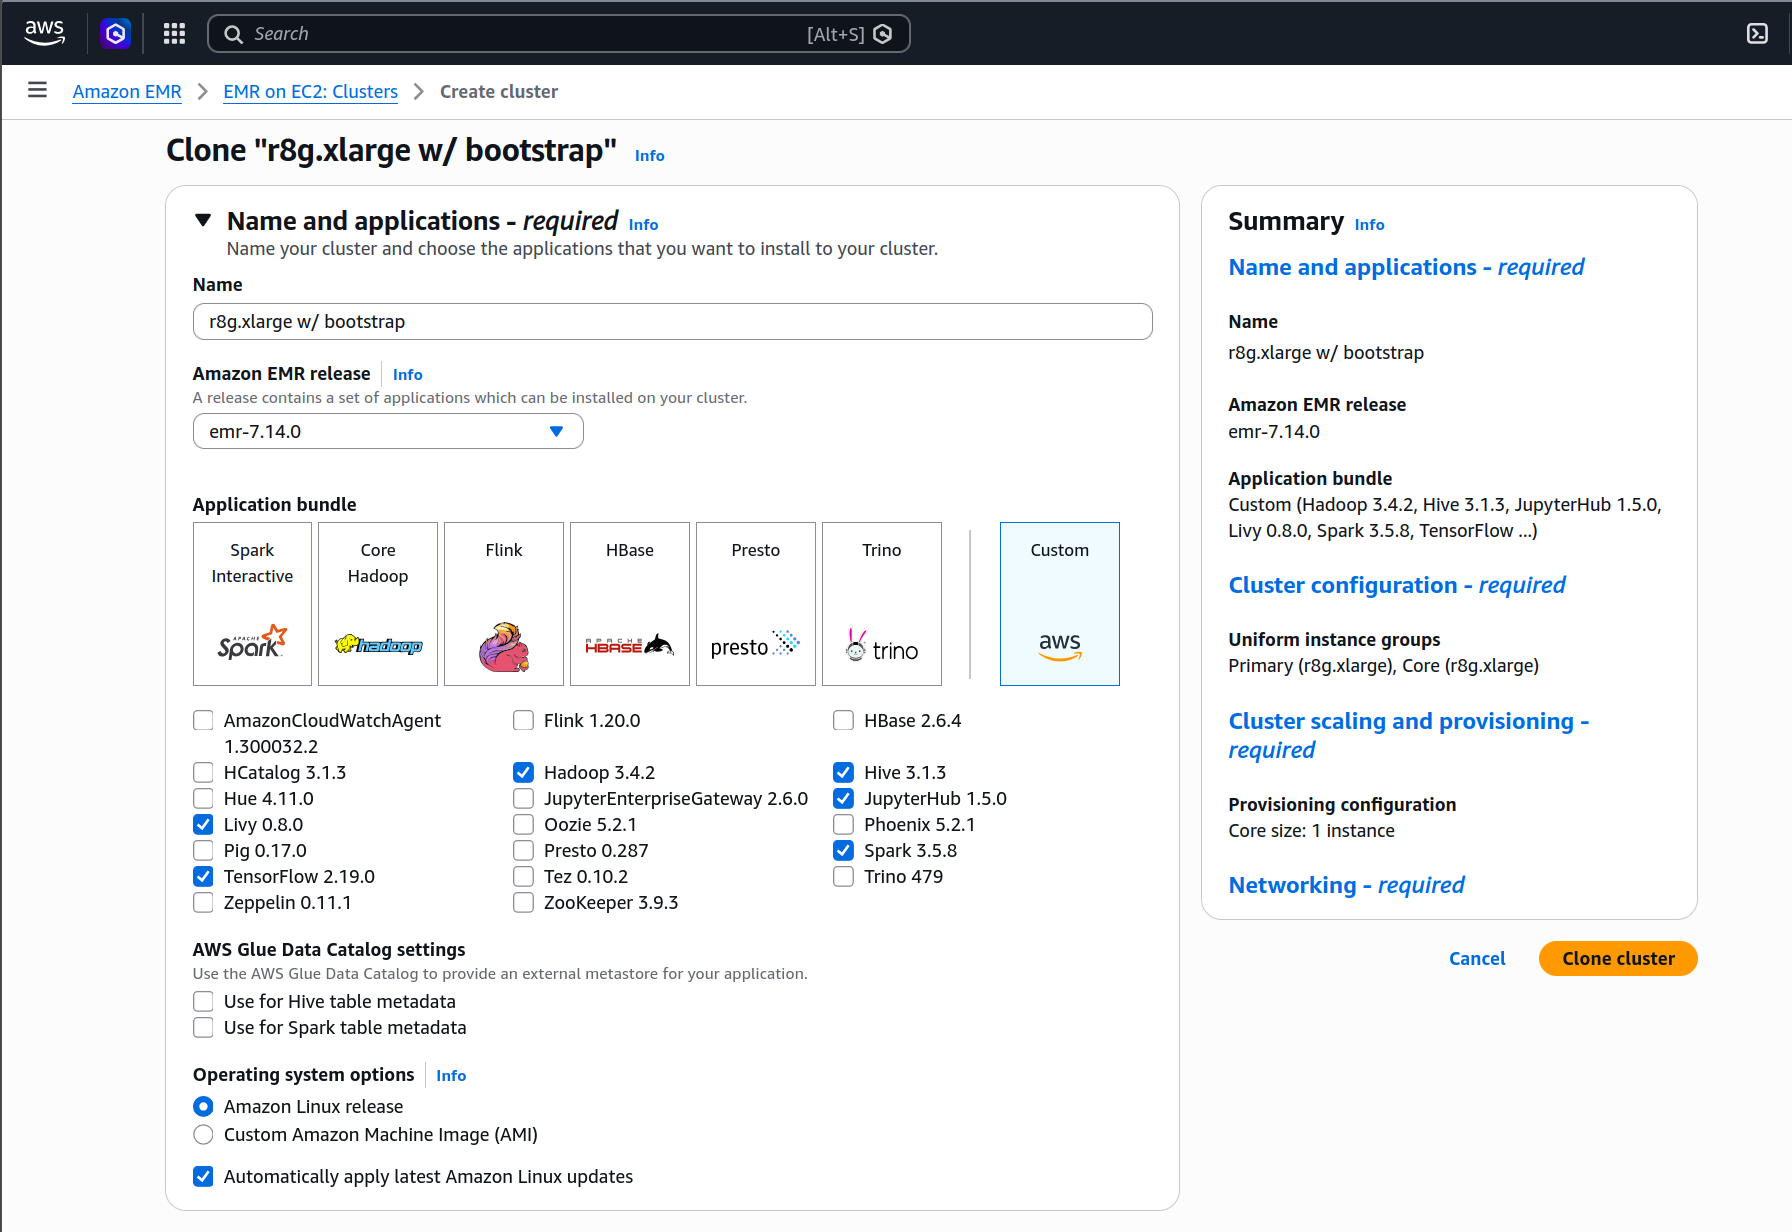 aws
Search
[Alt+S]
Amazon EMR
EMR on EC2: Clusters
Create cluster
Clone "r8g.xlarge w/ bootstrap"
Info
Name and applications - required
Info
Name your cluster and choose the applications that you want to install to your cluster.
Name
r8g.xlarge w/ bootstrap
Amazon EMR release
Info
A release contains a set of applications which can be installed on your cluster.
emr-7.14.0
Application bundle
Spark
Interactive
APACHE
Spark
Core
Hadoop
hadoop
Flink
HBase
APACHE
HBASE
Presto
presto
Trino
trino
Custom
aws
AmazonCloudWatchAgent
1.300032.2
Flink 1.20.0
HBase 2.6.4
HCatalog 3.1.3
Hadoop 3.4.2
Hive 3.1.3
Hue 4.11.0
JupyterEnterpriseGateway 2.6.0
JupyterHub 1.5.0
Livy 0.8.0
Oozie 5.2.1
Phoenix 5.2.1
Pig 0.17.0
Presto 0.287
Spark 3.5.8
TensorFlow 2.19.0
Tez 0.10.2
Trino 479
Zeppelin 0.11.1
ZooKeeper 3.9.3
AWS Glue Data Catalog settings
Use the AWS Glue Data Catalog to provide an external metastore for your application.
Use for Hive table metadata
Use for Spark table metadata
Operating system options
Info
Amazon Linux release
Custom Amazon Machine Image (AMI)
Automatically apply latest Amazon Linux updates
Summary
Info
Name and applications - required
Name
r8g.xlarge w/ bootstrap
Amazon EMR release
emr-7.14.0
Application bundle
Custom (Hadoop 3.4.2, Hive 3.1.3, JupyterHub 1.5.0,
Livy 0.8.0, Spark 3.5.8, TensorFlow ...)
Cluster configuration - required
Uniform instance groups
Primary (r8g.xlarge), Core (r8g.xlarge)
Cluster scaling and provisioning -
required
Provisioning configuration
Core size: 1 instance
Networking - required
Cancel
Clone cluster